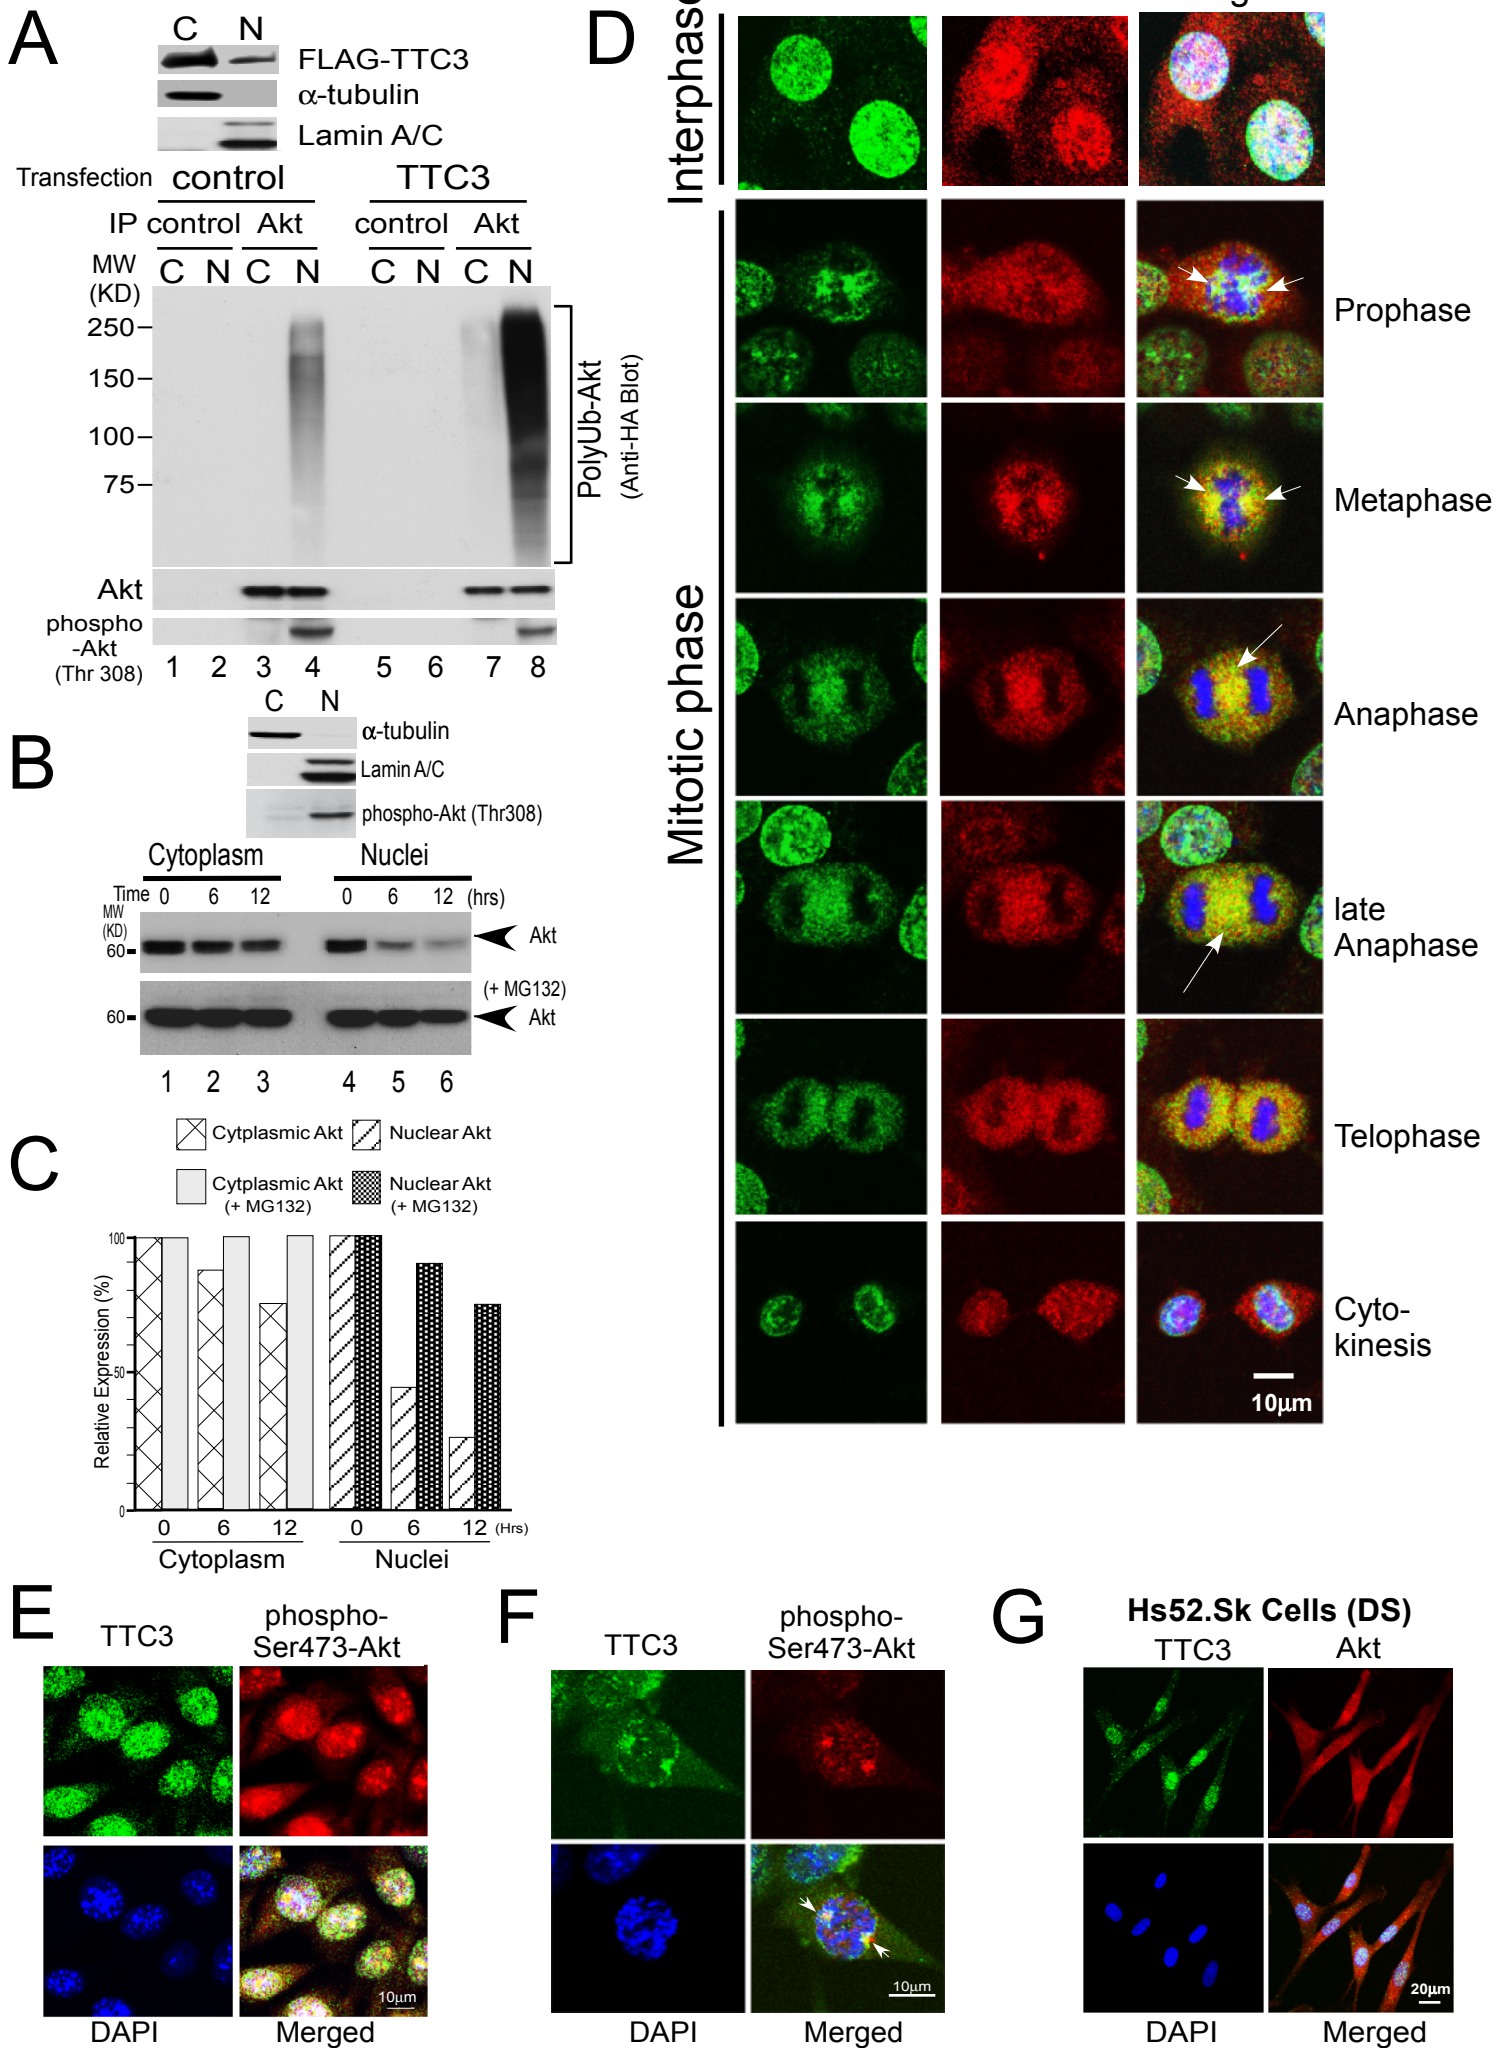 A
C N
FLAG-TTC3
α-tubulin
Lamin A/C
Transfection control TTC3
IP control Akt control Akt
MW
(KD)
C N C N C N C N
250
150
100
75
PolyUb-Akt
(Anti-HA Blot)
Akt
phospho
-Akt
(Thr 308)
1 2 3 4 5 6 7 8
B
C N
α-tubulin
Lamin A/C
phospho-Akt (Thr308)
Cytoplasm Nuclei
Time 0 6 12 0 6 12 (hrs)
MW
(KD)
60
Akt
(+ MG132)
60
Akt
1 2 3 4 5 6
C
Cytplasmic Akt Nuclear Akt
Cytplasmic Akt Nuclear Akt
(+ MG132) (+ MG132)
Relative Expression (%)
100
50
0
0 6 12 0 6 12 (Hrs)
Cytoplasm Nuclei
D
Interphase
Mitotic phase
Prophase
Metaphase
Anaphase
late
Anaphase
Telophase
Cyto-
kinesis
10μm
E
TTC3
phospho-
Ser473-Akt
10μm
DAPI Merged
F
TTC3
phospho-
Ser473-Akt
10μm
DAPI Merged
G
Hs52.Sk Cells (DS)
TTC3 Akt
20μm
DAPI Merged